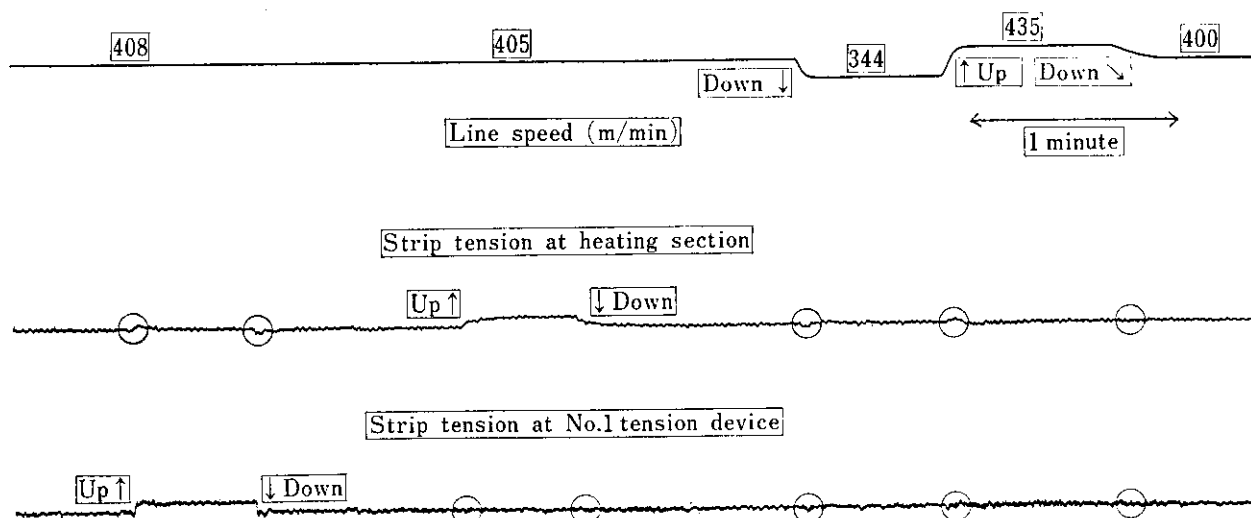 408
405
344
435
400
Down ↓
↑ Up
Down ↘
Line speed (m/min)
1 minute
Strip tension at heating section
Up ↑
↓ Down
Strip tension at No.1 tension device
Up ↑
↓ Down